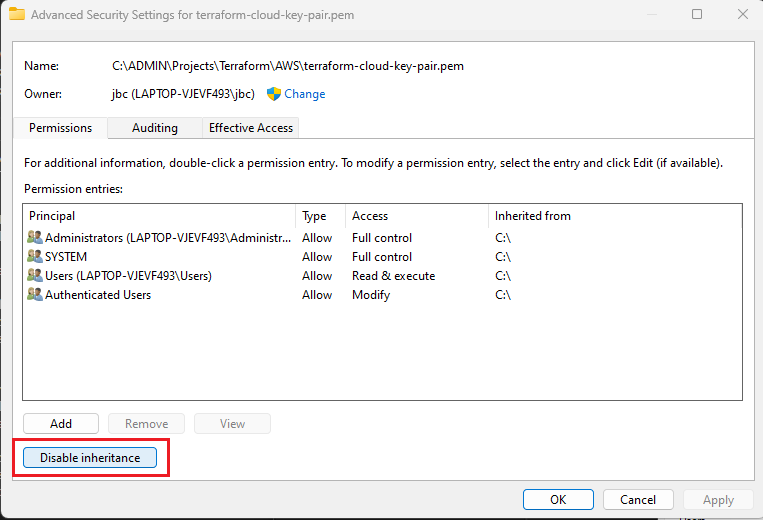 Advanced Security Settings for terraform-cloud-key-pair.pem
Name: C:\ADMIN\Projects\Terraform\AWS\terraform-cloud-key-pair.pem
Owner: jbc (LAPTOP-VJEVF493\jbc) Change
Permissions Auditing Effective Access
For additional information, double-click a permission entry. To modify a permission entry, select the entry and click Edit (if available).
Permission entries:
Principal Type Access Inherited from
Administrators (LAPTOP-VJEVF493\Administr... Allow Full control C:\
SYSTEM Allow Full control C:\
Users (LAPTOP-VJEVF493\Users) Allow Read & execute C:\
Authenticated Users Allow Modify C:\
Add Remove View
Disable inheritance
OK Cancel Apply